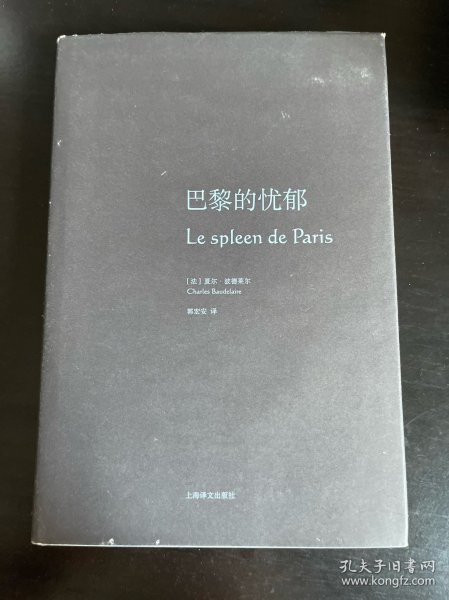 巴黎的忧郁
Le spleen de Paris
[法] 夏尔·波德莱尔
Charles Baudelaire
郭宏安 译
上海译文出版社
孔夫子旧书网
www.kongfz.com